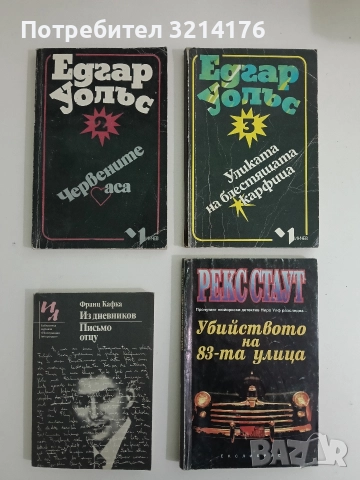 Потребител 3214176
Едгар
Уолъс
2
Червените
аса
Едгар
Уолъс
3
Уликата
на блестящата
карфица
Франц Кафка
Из дневников
Письмо
отцу
РЕКС СТАУТ
Убийството
на
83-та улица
BAZAR